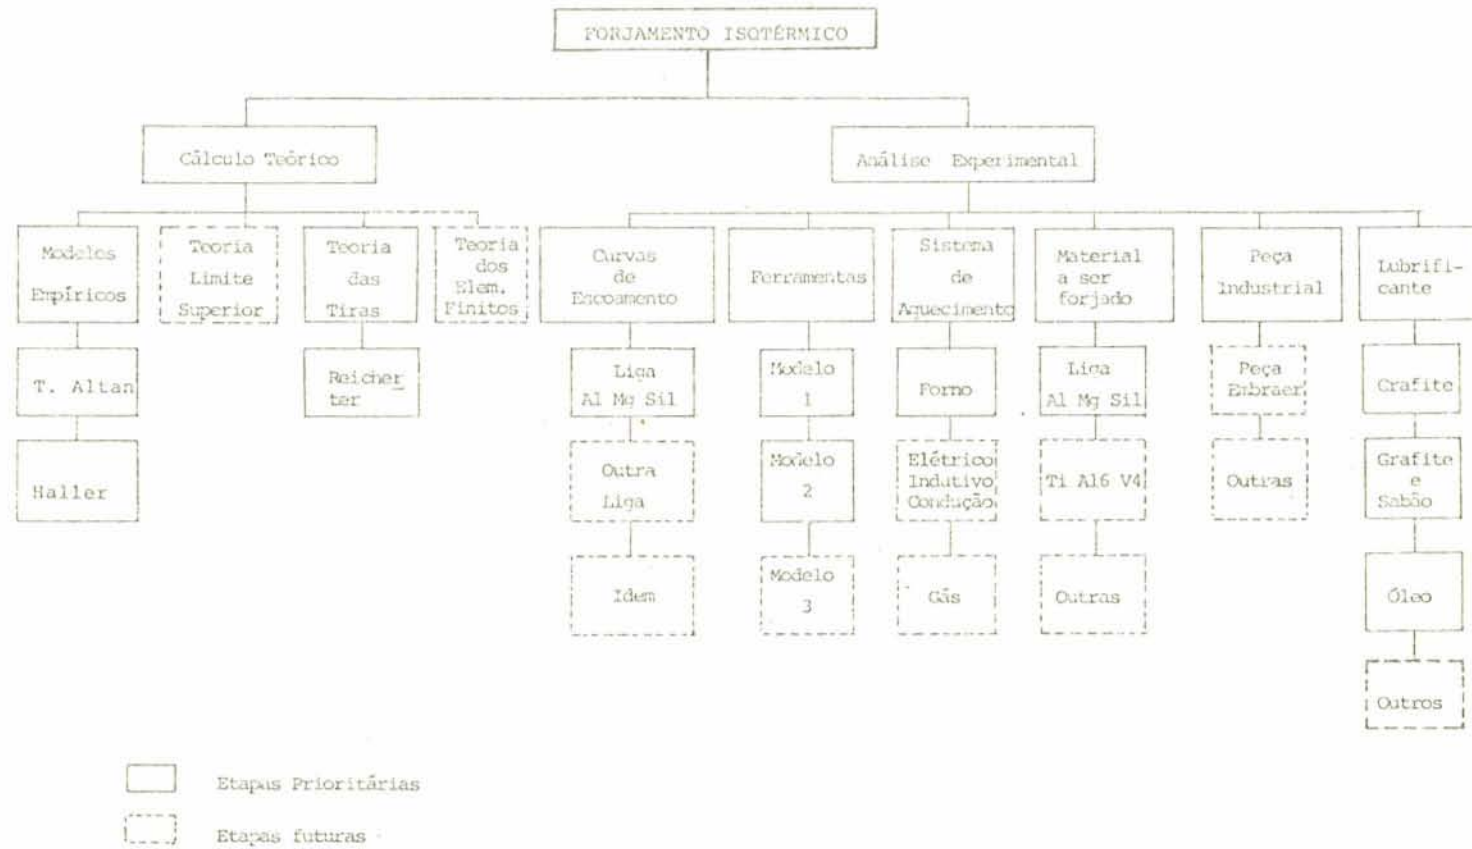 FORJAMENTO ISOTÉRMICO
Cálculo Teórico
Análise Experimental
Modelos
Empíricos
Teoria
Limite
Superior
Teoria
das
Tiras
Teoria
dos
Elem.
Finitos
Curvas
de
Escoamento
Ferramentas
Sistema
de
Aquecimento
Material
a ser
forjado
Peça
Industrial
Lubrifi-
cante
T. Altan
Reicher
ter
Liga
Al Mg Sil
Modelo
1
Forno
Liga
Al Mg Sil
Peça
Embraer
Grafite
Haller
Outra
Liga
Modelo
2
Elétrico
Indutivo
Condução
Ti Al6 V4
Outras
Grafite
e
Sabão
Idem
Modelo
3
Gás
Outras
Óleo
Outros
Etapas Prioritárias
Etapas futuras